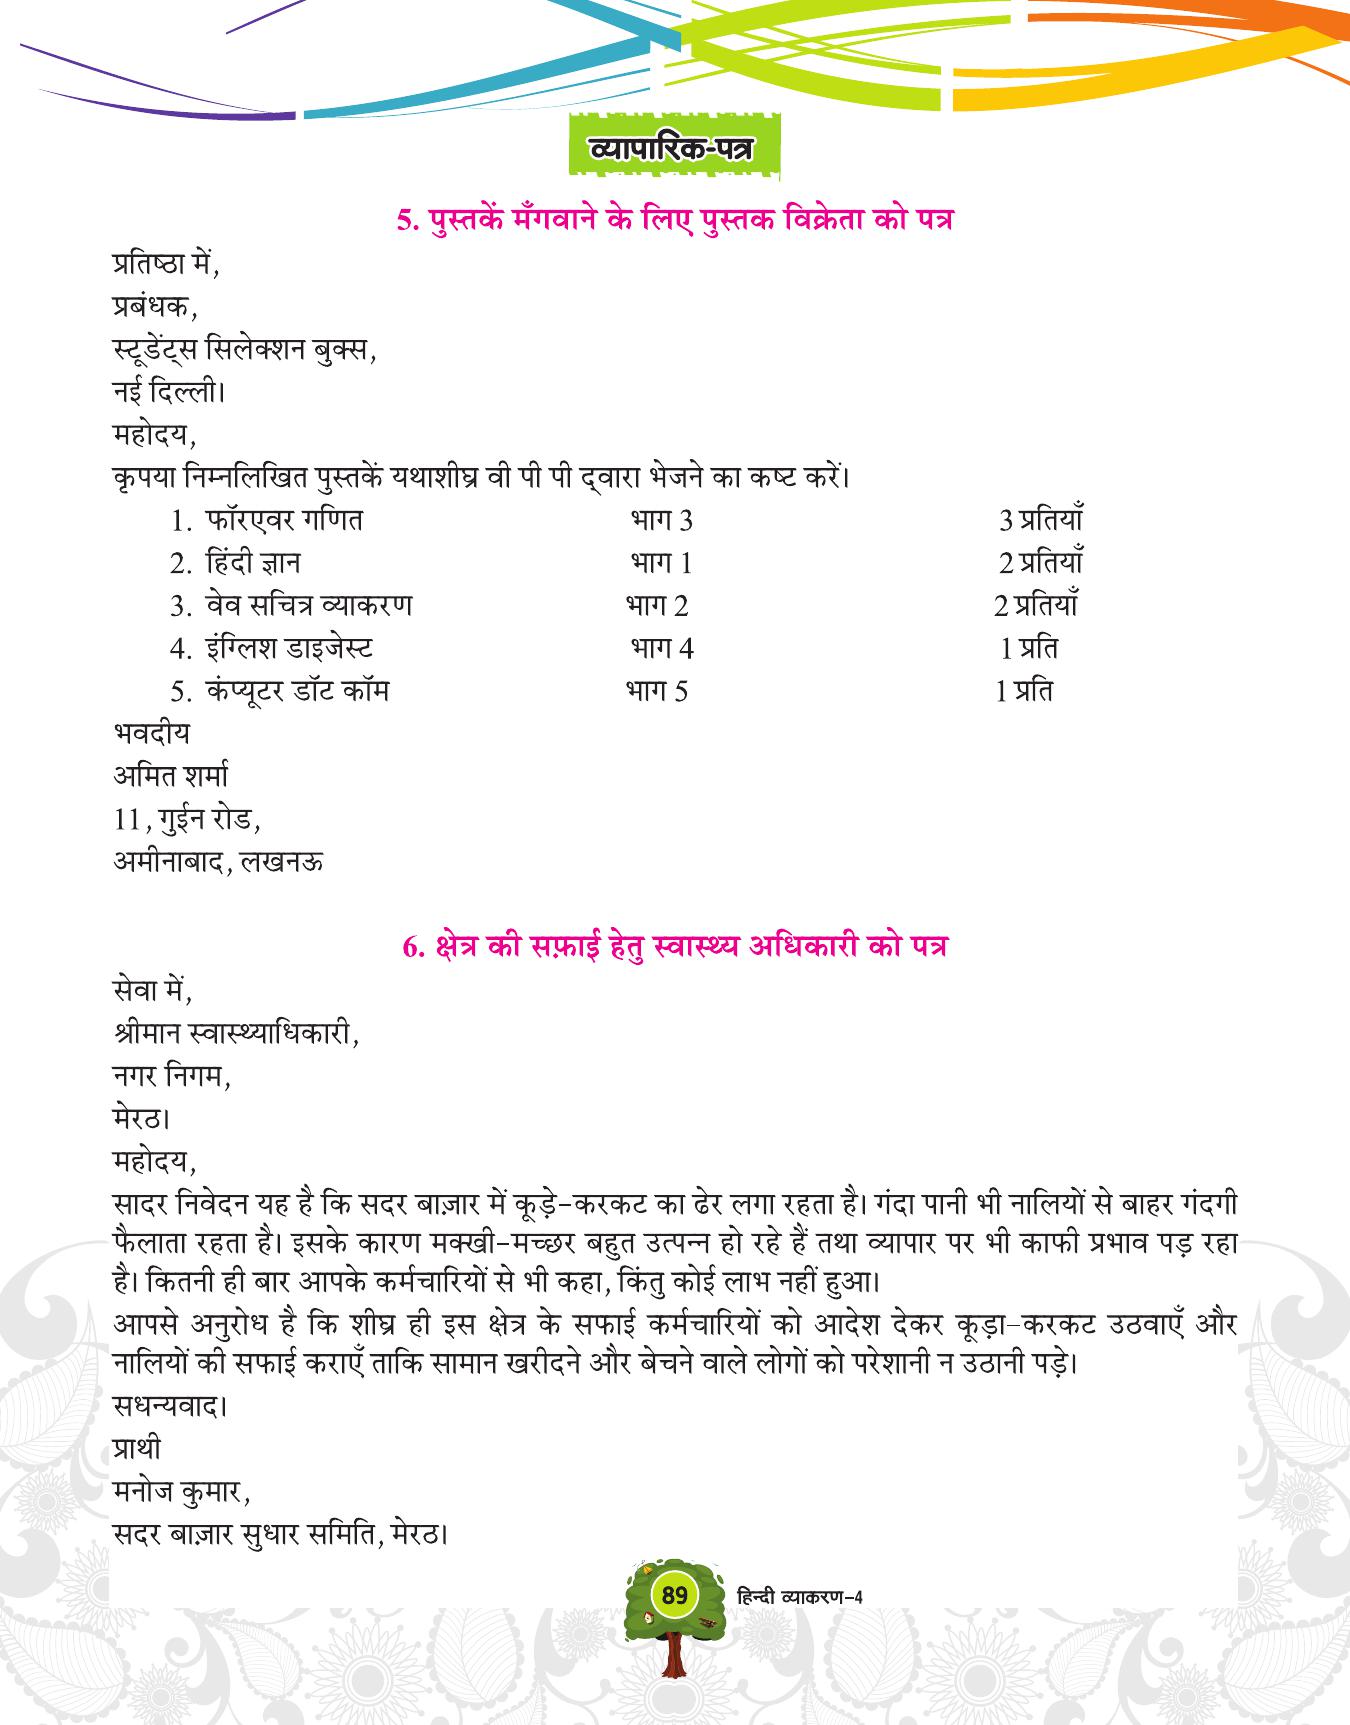 व्यापारिक-पत्र
5. पुस्तकें मँगवाने के लिए पुस्तक विक्रेता को पत्र
प्रतिष्ठा में,
प्रबंधक,
स्टूडेंट्स सिलेक्शन बुक्स,
नई दिल्ली।
महोदय,
कृपया निम्नलिखित पुस्तकें यथाशीघ्र वी पी पी द्वारा भेजने का कष्ट करें।
1. फॉरएवर गणित भाग 3 3 प्रतियाँ
2. हिंदी ज्ञान भाग 1 2 प्रतियाँ
3. वेव सचित्र व्याकरण भाग 2 2 प्रतियाँ
4. इंग्लिश डाइजेस्ट भाग 4 1 प्रति
5. कंप्यूटर डॉट कॉम भाग 5 1 प्रति
भवदीय
अमित शर्मा
11, गुईन रोड,
अमीनाबाद, लखनऊ
6. क्षेत्र की सफ़ाई हेतु स्वास्थ्य अधिकारी को पत्र
सेवा में,
श्रीमान स्वास्थ्याधिकारी,
नगर निगम,
मेरठ।
महोदय,
सादर निवेदन यह है कि सदर बाज़ार में कूड़े-करकट का ढेर लगा रहता है। गंदा पानी भी नालियों से बाहर गंदगी
फैलाता रहता है। इसके कारण मक्खी-मच्छर बहुत उत्पन्न हो रहे हैं तथा व्यापार पर भी काफी प्रभाव पड़ रहा
है। कितनी ही बार आपके कर्मचारियों से भी कहा, किंतु कोई लाभ नहीं हुआ।
आपसे अनुरोध है कि शीघ्र ही इस क्षेत्र के सफाई कर्मचारियों को आदेश देकर कूड़ा-करकट उठवाएँ और
नालियों की सफाई कराएँ ताकि सामान खरीदने और बेचने वाले लोगों को परेशानी न उठानी पड़े।
सधन्यवाद।
प्राथी
मनोज कुमार,
सदर बाज़ार सुधार समिति, मेरठ।
89 हिन्दी व्याकरण-4